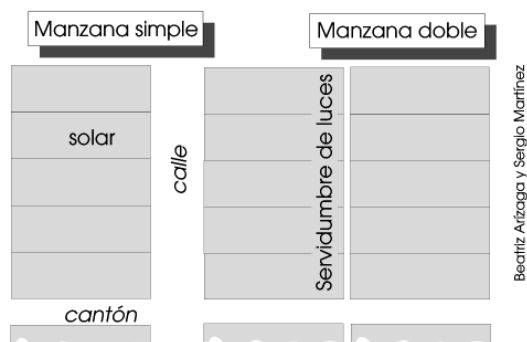 Manzana simple
Manzana doble
solar
calle
Servidumbre de luces
cantón
Beatriz Arízaga y Sergio Martínez